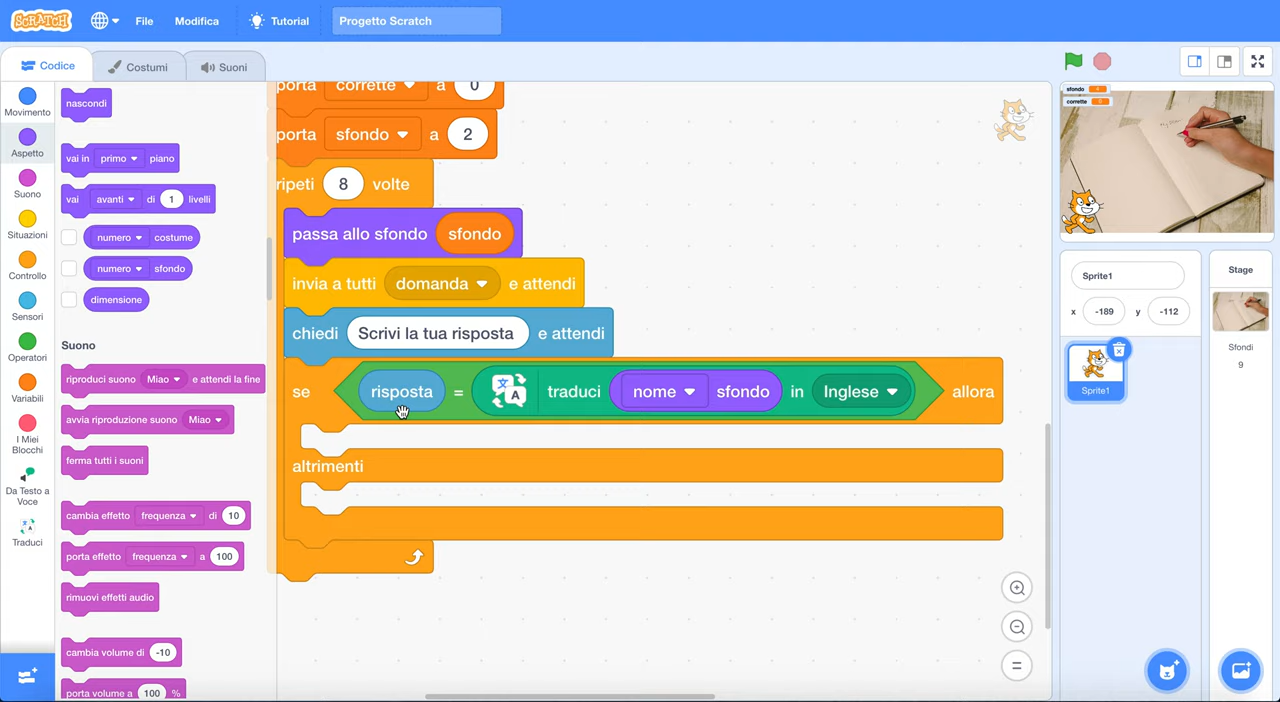 SCRATCH File Modifica Tutorial Progetto Scratch
Codice Costumi Suoni
Movimento
Aspetto
Suono
Situazioni
Controllo
Sensori
Operatori
Variabili
I Miei
Blocchi
Da Testo a
Voce
Traduci
nascondi
vai in primo piano
vai avanti di 1 livelli
numero costume
numero sfondo
dimensione
Suono
riproduci suono Miao e attendi la fine
avvia riproduzione suono Miao
ferma tutti i suoni
cambia effetto frequenza di 10
porta effetto frequenza a 100
rimuovi effetti audio
cambia volume di -10
porta volume a 100 %
porta corrette a 0
porta sfondo a 2
ripeti 8 volte
passa allo sfondo sfondo
invia a tutti domanda e attendi
chiedi Scrivi la tua risposta e attendi
se risposta = traduci nome sfondo in Inglese allora
altrimenti
sfondo
corrette
Sprite1
x -189 y -112
Sprite1
Stage
Sfondi
9